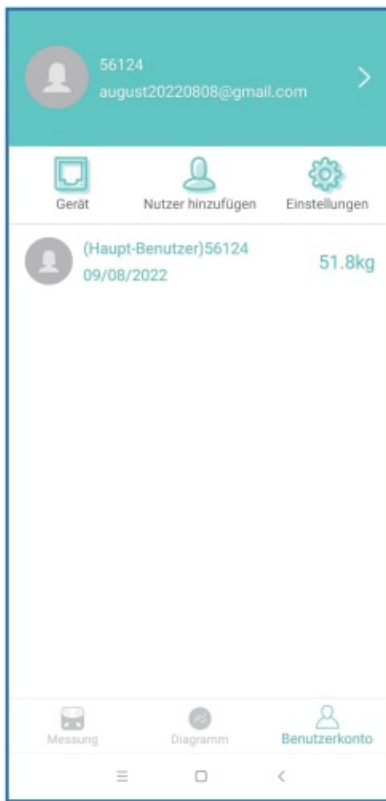 56124
august20220808@gmail.com
Gerät
Nutzer hinzufügen
Einstellungen
(Haupt-Benutzer)56124
51.8kg
09/08/2022
Messung
Diagramm
Benutzerkonto